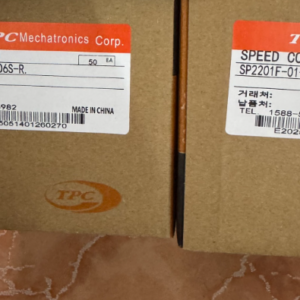 TPC Mechatronics Corp.
06S-R.
50 EA
982
MADE IN CHINA
5061401260270
TPC
SPEED CO
SP2201F-01
거래처:
납품처:
TEL 1588-
E202